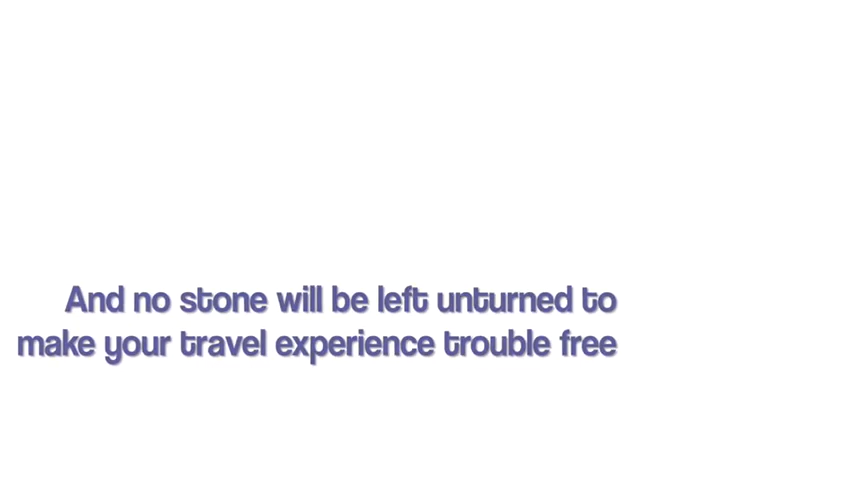 And no stone will be left unturned to
make your travel experience trouble free